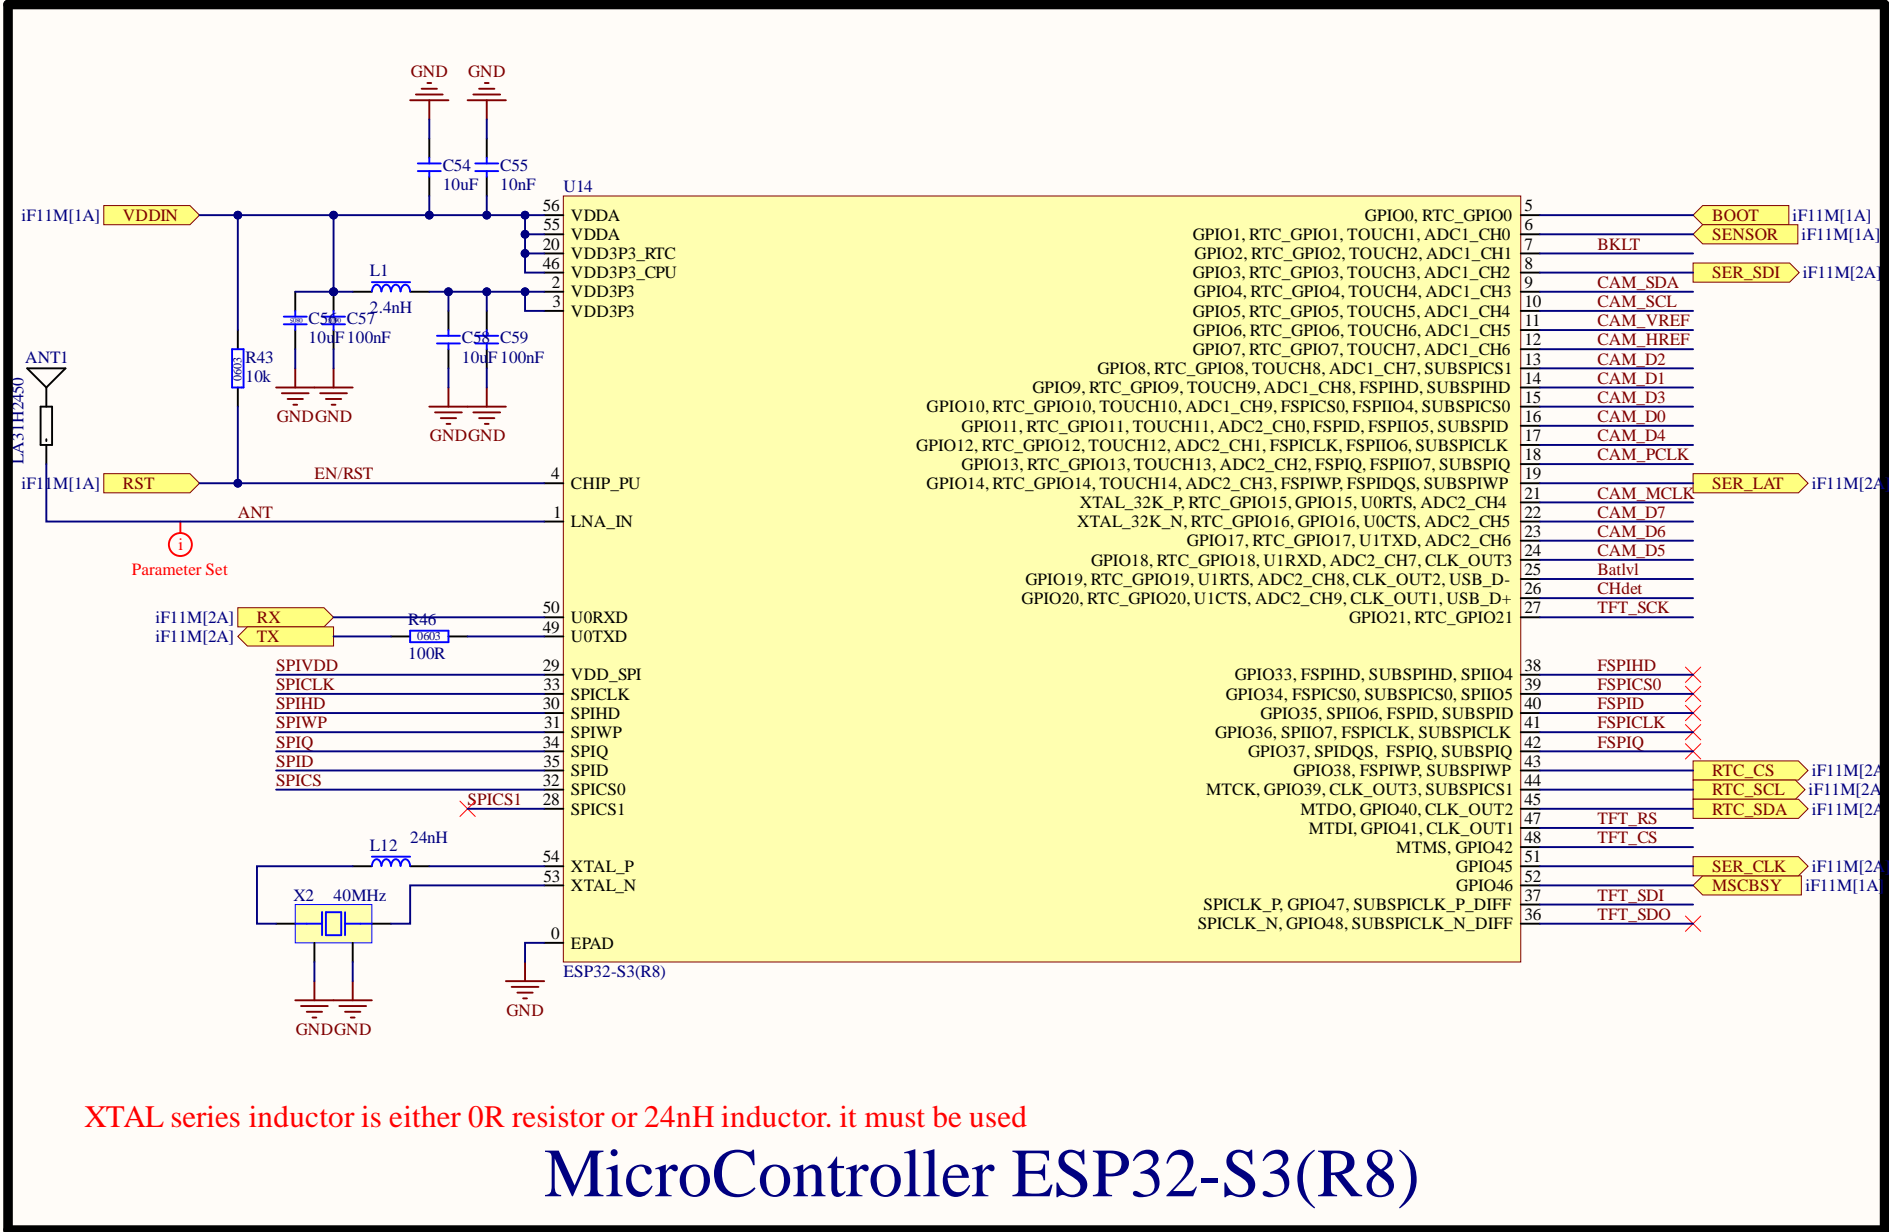 GND GND
C54 C55
10uF 10nF
U14
iF11M[1A] VDDIN
56 VDDA
55 VDDA
20 VDD3P3_RTC
46 VDD3P3_CPU
2 VDD3P3
3 VDD3P3
L1
2.4nH
C56 C57
10uF 100nF
C58 C59
10uF 100nF
GND GND
GND GND
R43
0603
10k
ANT1
LA31H2450
iF11M[1A] RST
EN/RST
4 CHIP_PU
ANT
1 LNA_IN
i
Parameter Set
iF11M[2A] RX
50 U0RXD
iF11M[2A] TX
R46
0603
100R
49 U0TXD
SPIVDD 29 VDD_SPI
SPICLK 33 SPICLK
SPIHD 30 SPIHD
SPIWP 31 SPIWP
SPIQ 34 SPIQ
SPID 35 SPID
SPICS 32 SPICS0
SPICS1 28 SPICS1
L12 24nH
54 XTAL_P
53 XTAL_N
X2 40MHz
GND GND
0 EPAD
GND
ESP32-S3(R8)
GPIO0, RTC_GPIO0 5 BOOT iF11M[1A]
GPIO1, RTC_GPIO1, TOUCH1, ADC1_CH0 6 SENSOR iF11M[1A]
GPIO2, RTC_GPIO2, TOUCH2, ADC1_CH1 7 BKLT
GPIO3, RTC_GPIO3, TOUCH3, ADC1_CH2 8 SER_SDI iF11M[2A]
GPIO4, RTC_GPIO4, TOUCH4, ADC1_CH3 9 CAM_SDA
GPIO5, RTC_GPIO5, TOUCH5, ADC1_CH4 10 CAM_SCL
GPIO6, RTC_GPIO6, TOUCH6, ADC1_CH5 11 CAM_VREF
GPIO7, RTC_GPIO7, TOUCH7, ADC1_CH6 12 CAM_HREF
GPIO8, RTC_GPIO8, TOUCH8, ADC1_CH7, SUBSPICS1 13 CAM_D2
GPIO9, RTC_GPIO9, TOUCH9, ADC1_CH8, FSPIHD, SUBSPIHD 14 CAM_D1
GPIO10, RTC_GPIO10, TOUCH10, ADC1_CH9, FSPICS0, FSPIIO4, SUBSPICS0 15 CAM_D3
GPIO11, RTC_GPIO11, TOUCH11, ADC2_CH0, FSPID, FSPIIO5, SUBSPID 16 CAM_D0
GPIO12, RTC_GPIO12, TOUCH12, ADC2_CH1, FSPICLK, FSPIIO6, SUBSPICLK 17 CAM_D4
GPIO13, RTC_GPIO13, TOUCH13, ADC2_CH2, FSPIQ, FSPIIO7, SUBSPIQ 18 CAM_PCLK
GPIO14, RTC_GPIO14, TOUCH14, ADC2_CH3, FSPIWP, FSPIDQS, SUBSPIWP 19 SER_LAT iF11M[2A
XTAL_32K_P, RTC_GPIO15, GPIO15, U0RTS, ADC2_CH4 21 CAM_MCLK
XTAL_32K_N, RTC_GPIO16, GPIO16, U0CTS, ADC2_CH5 22 CAM_D7
GPIO17, RTC_GPIO17, U1TXD, ADC2_CH6 23 CAM_D6
GPIO18, RTC_GPIO18, U1RXD, ADC2_CH7, CLK_OUT3 24 CAM_D5
GPIO19, RTC_GPIO19, U1RTS, ADC2_CH8, CLK_OUT2, USB_D- 25 Batlvl
GPIO20, RTC_GPIO20, U1CTS, ADC2_CH9, CLK_OUT1, USB_D+ 26 CHdet
GPIO21, RTC_GPIO21 27 TFT_SCK
GPIO33, FSPIHD, SUBSPIHD, SPIIO4 38 FSPIHD
GPIO34, FSPICS0, SUBSPICS0, SPIIO5 39 FSPICS0
GPIO35, SPIIO6, FSPID, SUBSPID 40 FSPID
GPIO36, SPIIO7, FSPICLK, SUBSPICLK 41 FSPICLK
GPIO37, SPIDQS, FSPIQ, SUBSPIQ 42 FSPIQ
GPIO38, FSPIWP, SUBSPIWP 43 RTC_CS iF11M[2A
MTCK, GPIO39, CLK_OUT3, SUBSPICS1 44 RTC_SCL iF11M[2A
MTDO, GPIO40, CLK_OUT2 45 RTC_SDA iF11M[2A
MTDI, GPIO41, CLK_OUT1 47 TFT_RS
MTMS, GPIO42 48 TFT_CS
GPIO45 51 SER_CLK iF11M[2A
GPIO46 52 MSCBSY iF11M[1A]
SPICLK_P, GPIO47, SUBSPICLK_P_DIFF 37 TFT_SDI
SPICLK_N, GPIO48, SUBSPICLK_N_DIFF 36 TFT_SDO
XTAL series inductor is either 0R resistor or 24nH inductor. it must be used
MicroController ESP32-S3(R8)